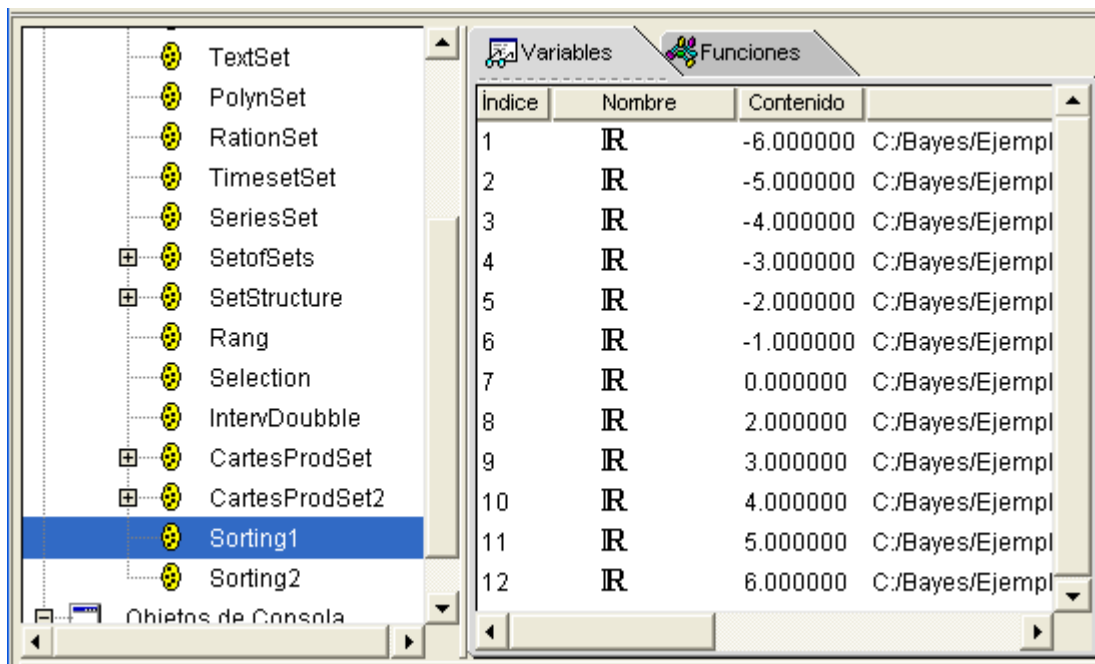 TextSet
PolynSet
RationSet
TimesetSet
SeriesSet
SetofSets
SetStructure
Rang
Selection
IntervDoubble
CartesProdSet
CartesProdSet2
Sorting1
Sorting2
Objetos de Consola
Variables Funciones
Índice Nombre Contenido
1 ℝ -6.000000 C:/Bayes/Ejempl
2 ℝ -5.000000 C:/Bayes/Ejempl
3 ℝ -4.000000 C:/Bayes/Ejempl
4 ℝ -3.000000 C:/Bayes/Ejempl
5 ℝ -2.000000 C:/Bayes/Ejempl
6 ℝ -1.000000 C:/Bayes/Ejempl
7 ℝ 0.000000 C:/Bayes/Ejempl
8 ℝ 2.000000 C:/Bayes/Ejempl
9 ℝ 3.000000 C:/Bayes/Ejempl
10 ℝ 4.000000 C:/Bayes/Ejempl
11 ℝ 5.000000 C:/Bayes/Ejempl
12 ℝ 6.000000 C:/Bayes/Ejempl